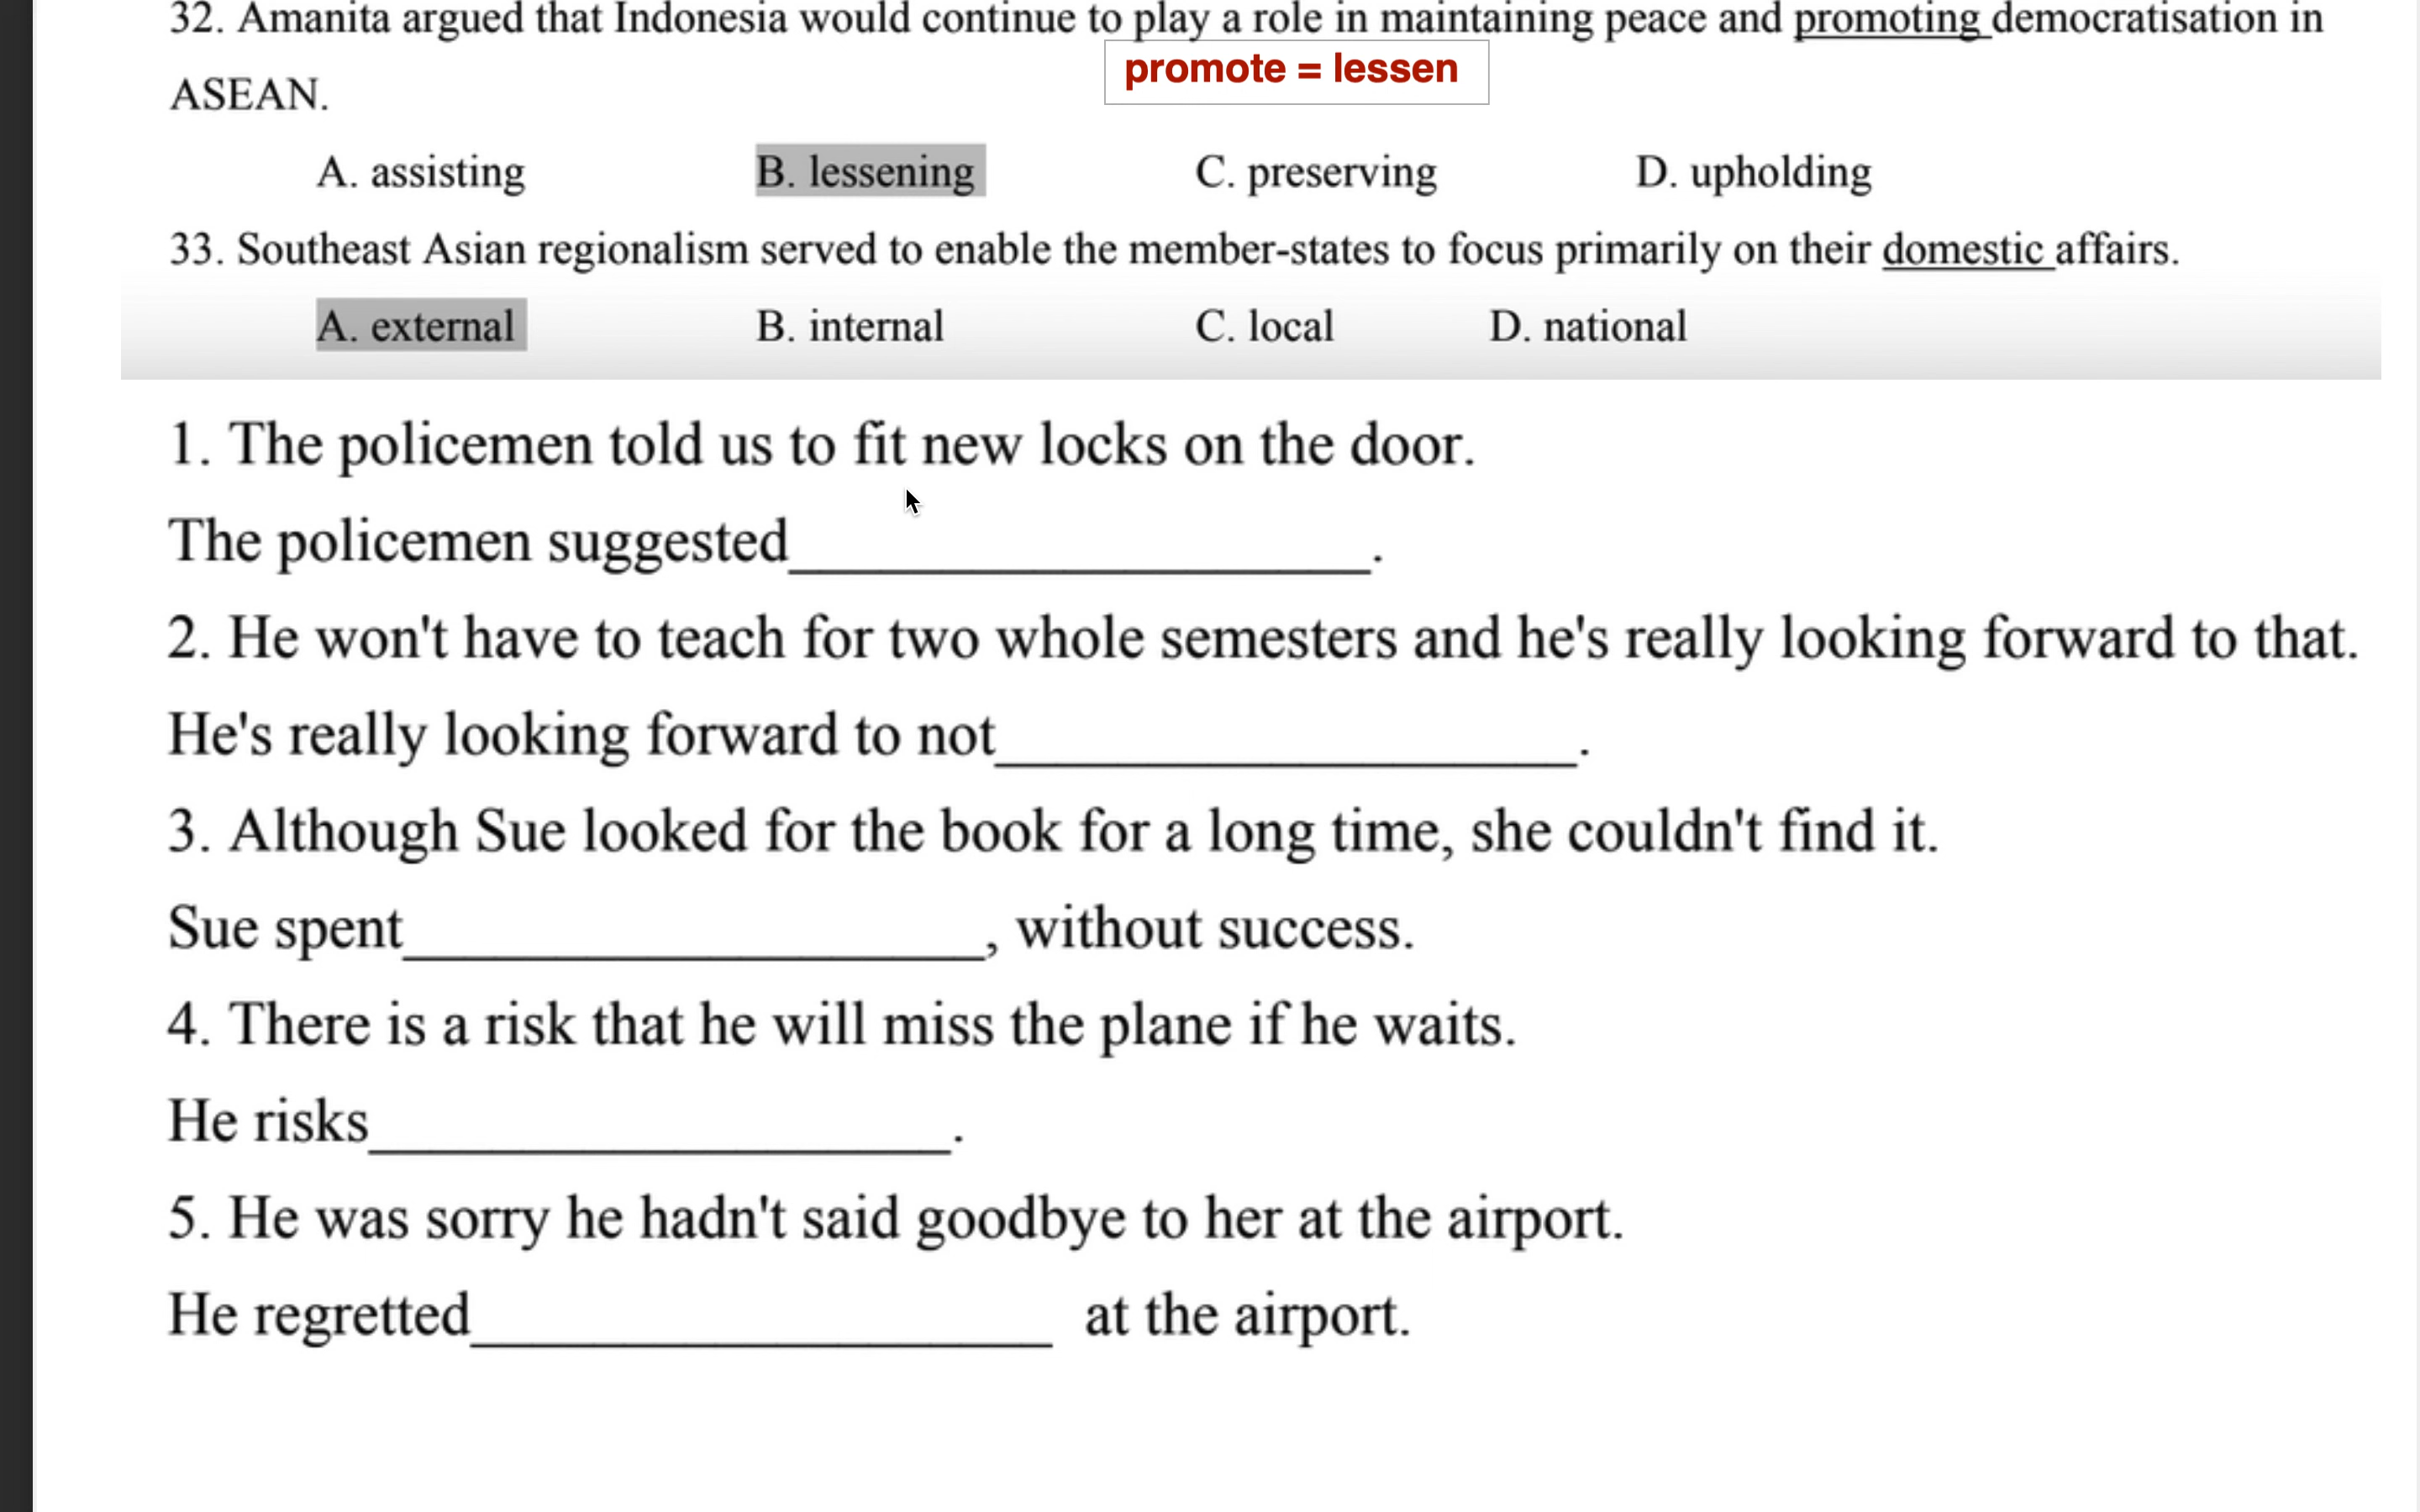 32. Amanita argued that Indonesia would continue to play a role in maintaining peace and promoting democratisation in
promote = lessen
ASEAN.
A. assisting B. lessening C. preserving D. upholding
33. Southeast Asian regionalism served to enable the member-states to focus primarily on their domestic affairs.
A. external B. internal C. local D. national
1. The policemen told us to fit new locks on the door.
The policemen suggested___________________.
2. He won't have to teach for two whole semesters and he's really looking forward to that.
He's really looking forward to not___________________.
3. Although Sue looked for the book for a long time, she couldn't find it.
Sue spent___________________, without success.
4. There is a risk that he will miss the plane if he waits.
He risks___________________.
5. He was sorry he hadn't said goodbye to her at the airport.
He regretted___________________ at the airport.